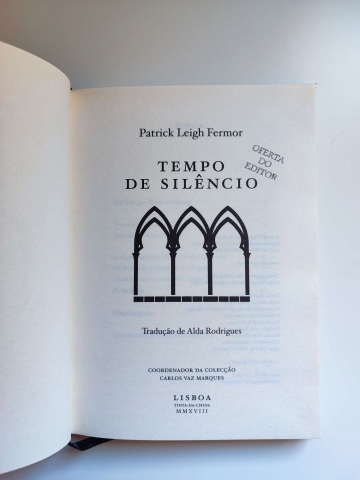 Patrick Leigh Fermor
OFERTA
DO
EDITOR
TEMPO
DE SILÊNCIO
Tradução de Alda Rodrigues
COORDENADOR DA COLECÇÃO
CARLOS VAZ MARQUES
LISBOA
TINTA-DA-CHINA
MMXVIII